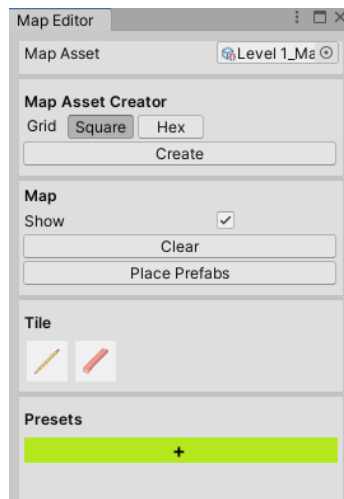 Map Editor
Map Asset Level 1_Ma
Map Asset Creator
Grid Square Hex
Create
Map
Show
Clear
Place Prefabs
Tile
Presets
+